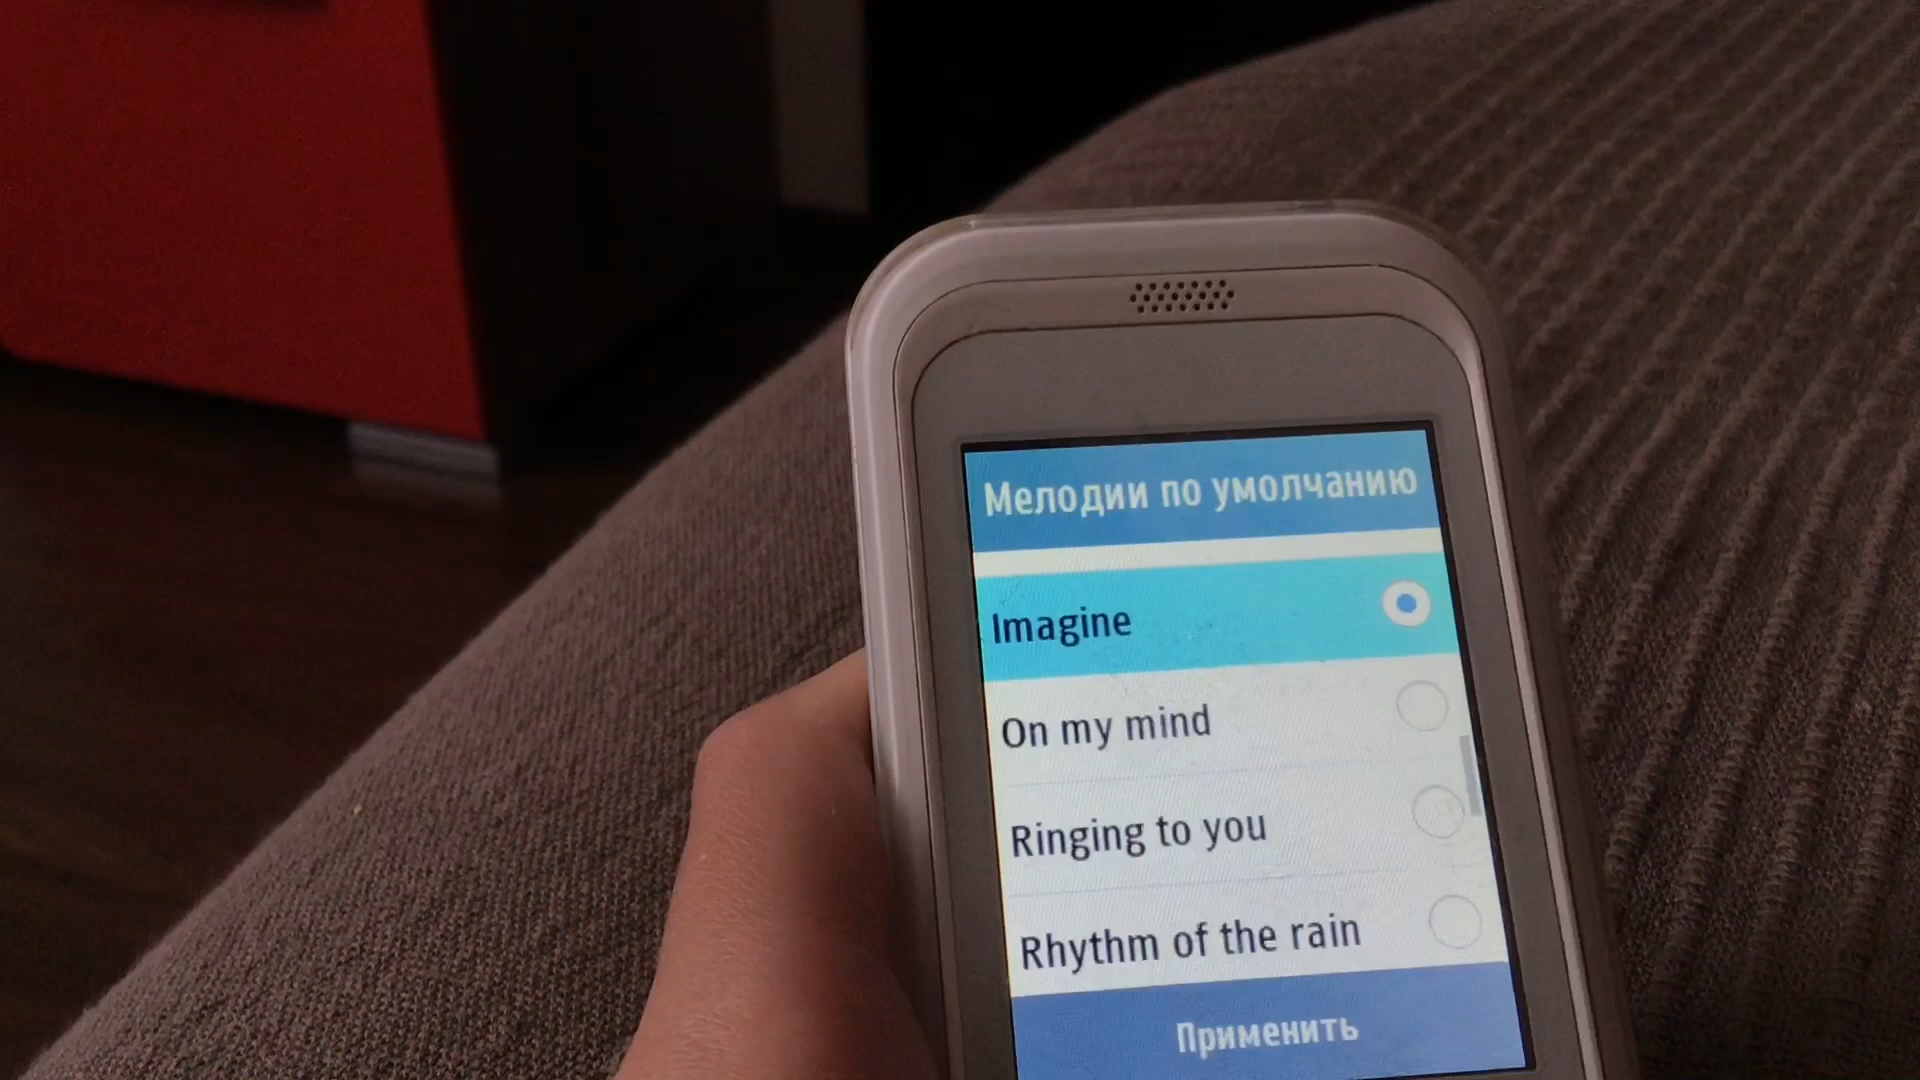 Мелодии по умолчанию
Imagine
On my mind
Ringing to you
Rhythm of the rain
Применить